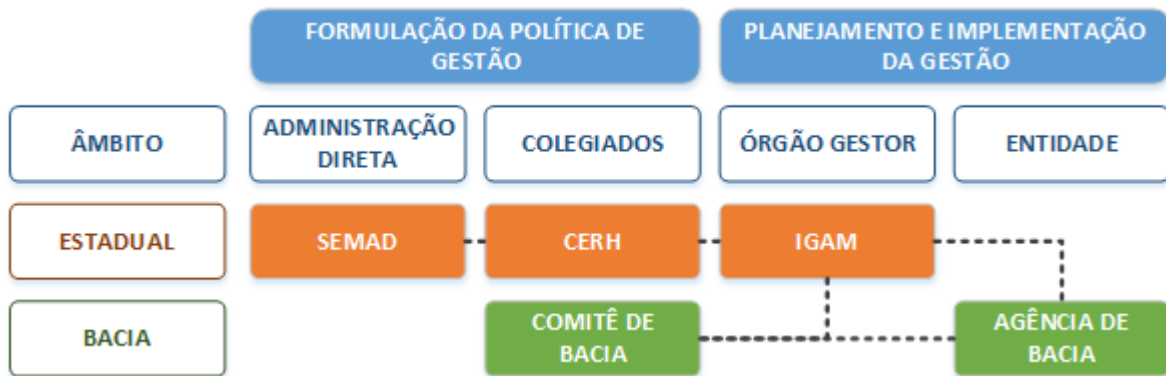 FORMULAÇÃO DA POLÍTICA DE
GESTÃO
PLANEJAMENTO E IMPLEMENTAÇÃO
DA GESTÃO
ÂMBITO
ADMINISTRAÇÃO
DIRETA
COLEGIADOS
ÓRGÃO GESTOR
ENTIDADE
ESTADUAL
SEMAD
CERH
IGAM
BACIA
COMITÊ DE
BACIA
AGÊNCIA DE
BACIA